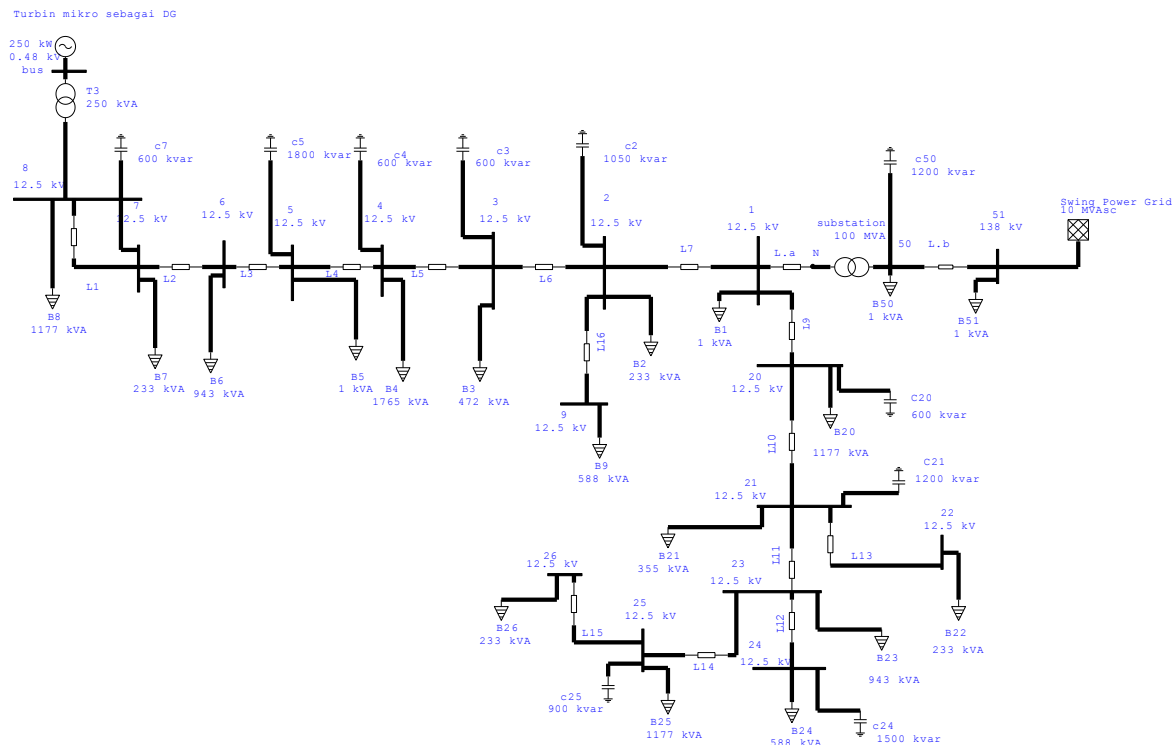 Turbin mikro sebagai DG
250 kW
0.48 kV
bus
T3
250 kVA
c7
600 kvar
c5
1800 kvar
c4
600 kvar
c3
600 kvar
c2
1050 kvar
c50
1200 kvar
8
12.5 kV
7
12.5 kV
6
12.5 kV
5
12.5 kV
4
12.5 kV
3
12.5 kV
2
12.5 kV
1
12.5 kV
substation
100 MVA
50
51
138 kV
Swing Power Grid
10 MVAsc
L1
L2
L3
L4
L5
L6
L7
L.a
N
L.b
B8
1177 kVA
B7
233 kVA
B6
943 kVA
B5
1 kVA
B4
1765 kVA
B3
472 kVA
L16
B2
233 kVA
B1
1 kVA
L9
B50
1 kVA
B51
1 kVA
9
12.5 kV
B9
588 kVA
20
12.5 kV
C20
600 kvar
B20
1177 kVA
L10
C21
1200 kvar
21
12.5 kV
22
12.5 kV
B21
355 kVA
L11
L13
23
12.5 kV
B22
233 kVA
26
12.5 kV
B26
233 kVA
25
12.5 kV
L15
L12
B23
943 kVA
24
12.5 kV
L14
c25
900 kvar
B25
1177 kVA
B24
588 kVA
c24
1500 kvar